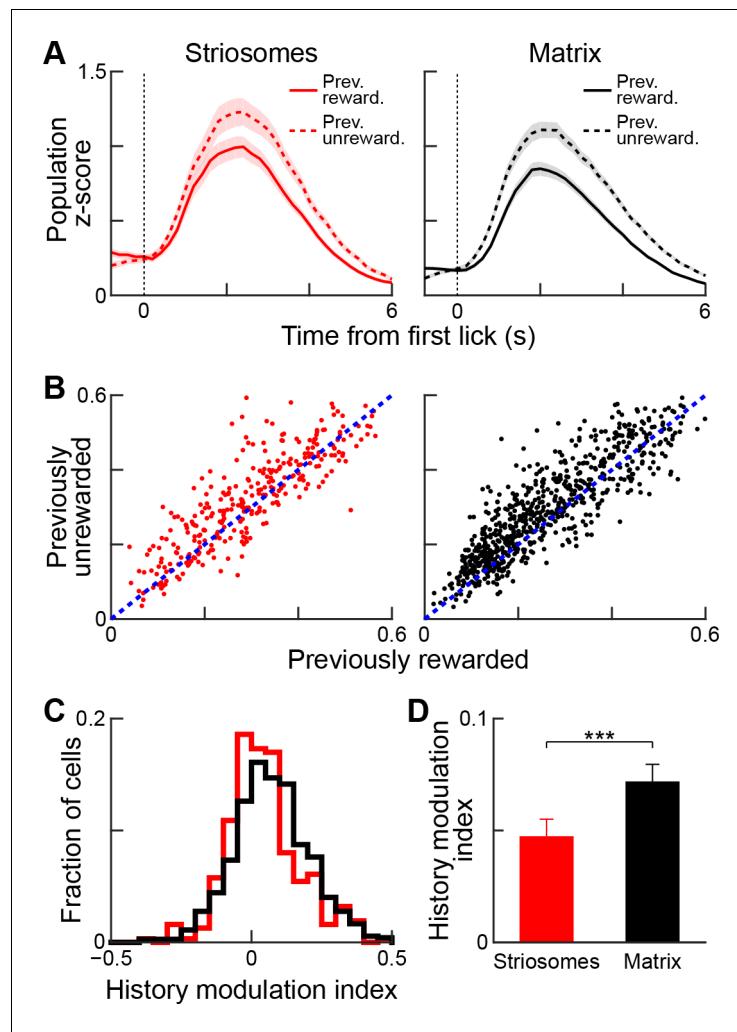 A
Striosomes
Matrix
1.5
Prev.
reward.
Prev.
unreward.
Prev.
reward.
Prev.
unreward.
Population
z-score
0
0
6
0
6
Time from first lick (s)
B
0.6
Previously
unrewarded
0
0
0.6
0
0.6
Previously rewarded
C
D
0.2
Fraction of cells
0
−0.5
0
0.5
History modulation index
0.1
***
History modulation
index
0
Striosomes
Matrix